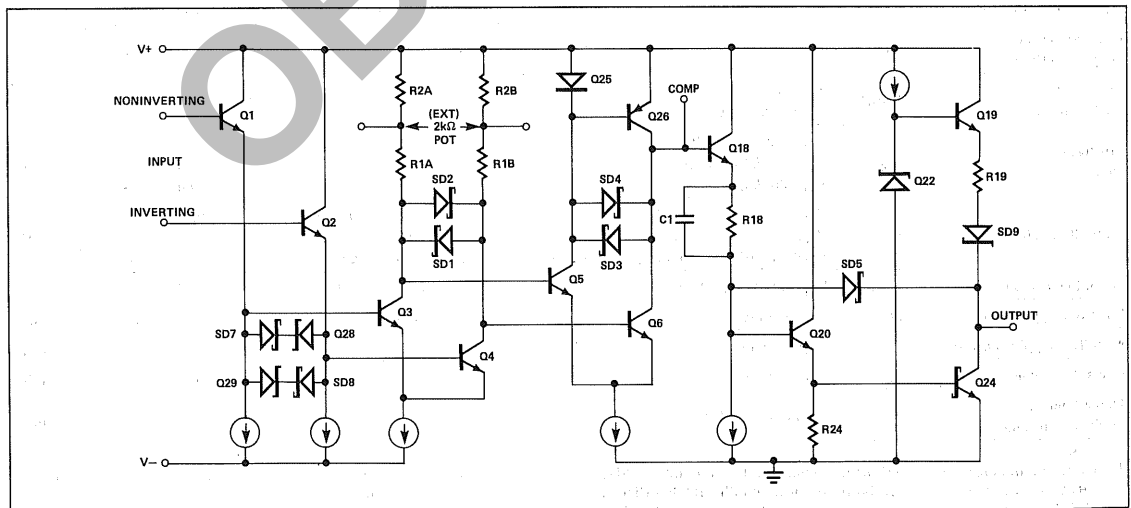 OB
V+
NONINVERTING
INPUT
INVERTING
V−
Q1
Q2
R2A
R2B
(EXT)
2kΩ
POT
R1A
R1B
SD2
SD1
Q3
Q4
SD7
Q28
Q29
SD8
Q25
Q26
COMP
Q18
SD4
SD3
C1
R18
Q5
Q6
SD5
Q20
R24
Q22
Q19
R19
SD9
OUTPUT
Q24